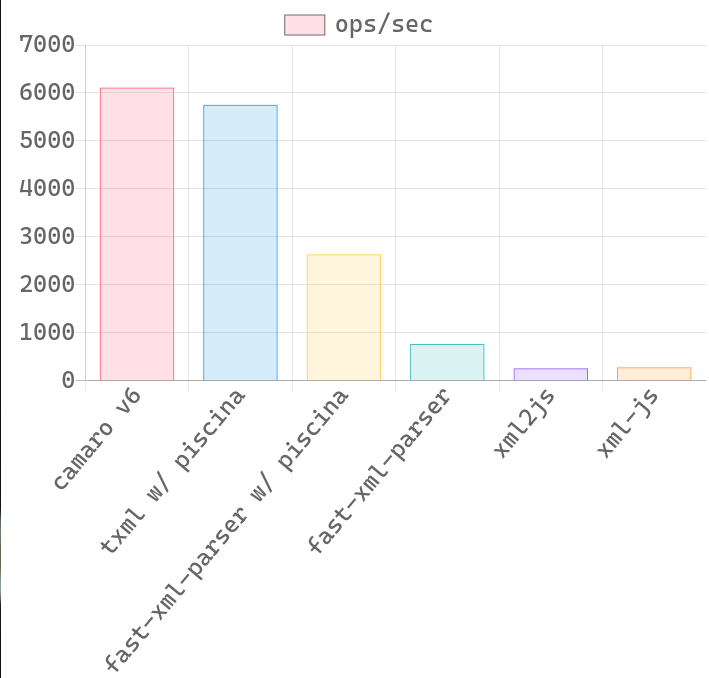 ops/sec
7000
6000
5000
4000
3000
2000
1000
0
camaro v6
txml w/ piscina
fast-xml-parser w/ piscina
fast-xml-parser
xml2js
xml-js